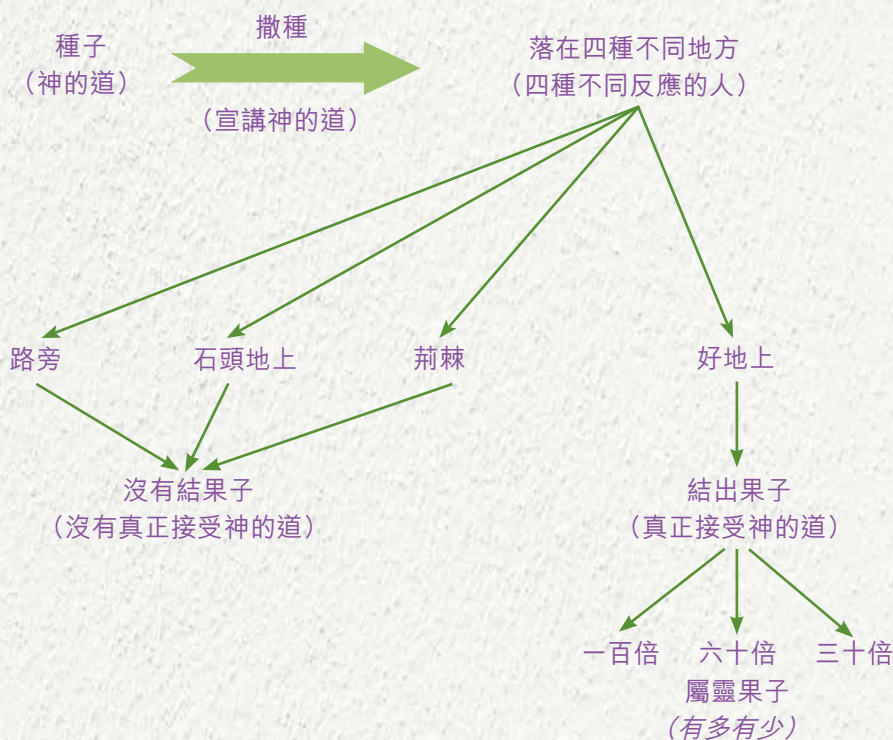 種子
（神的道）
撒種
（宣講神的道）
落在四種不同地方
（四種不同反應的人）
路旁
石頭地上
荊棘
好地上
沒有結果子
（沒有真正接受神的道）
結出果子
（真正接受神的道）
一百倍
六十倍
三十倍
屬靈果子
（有多有少）